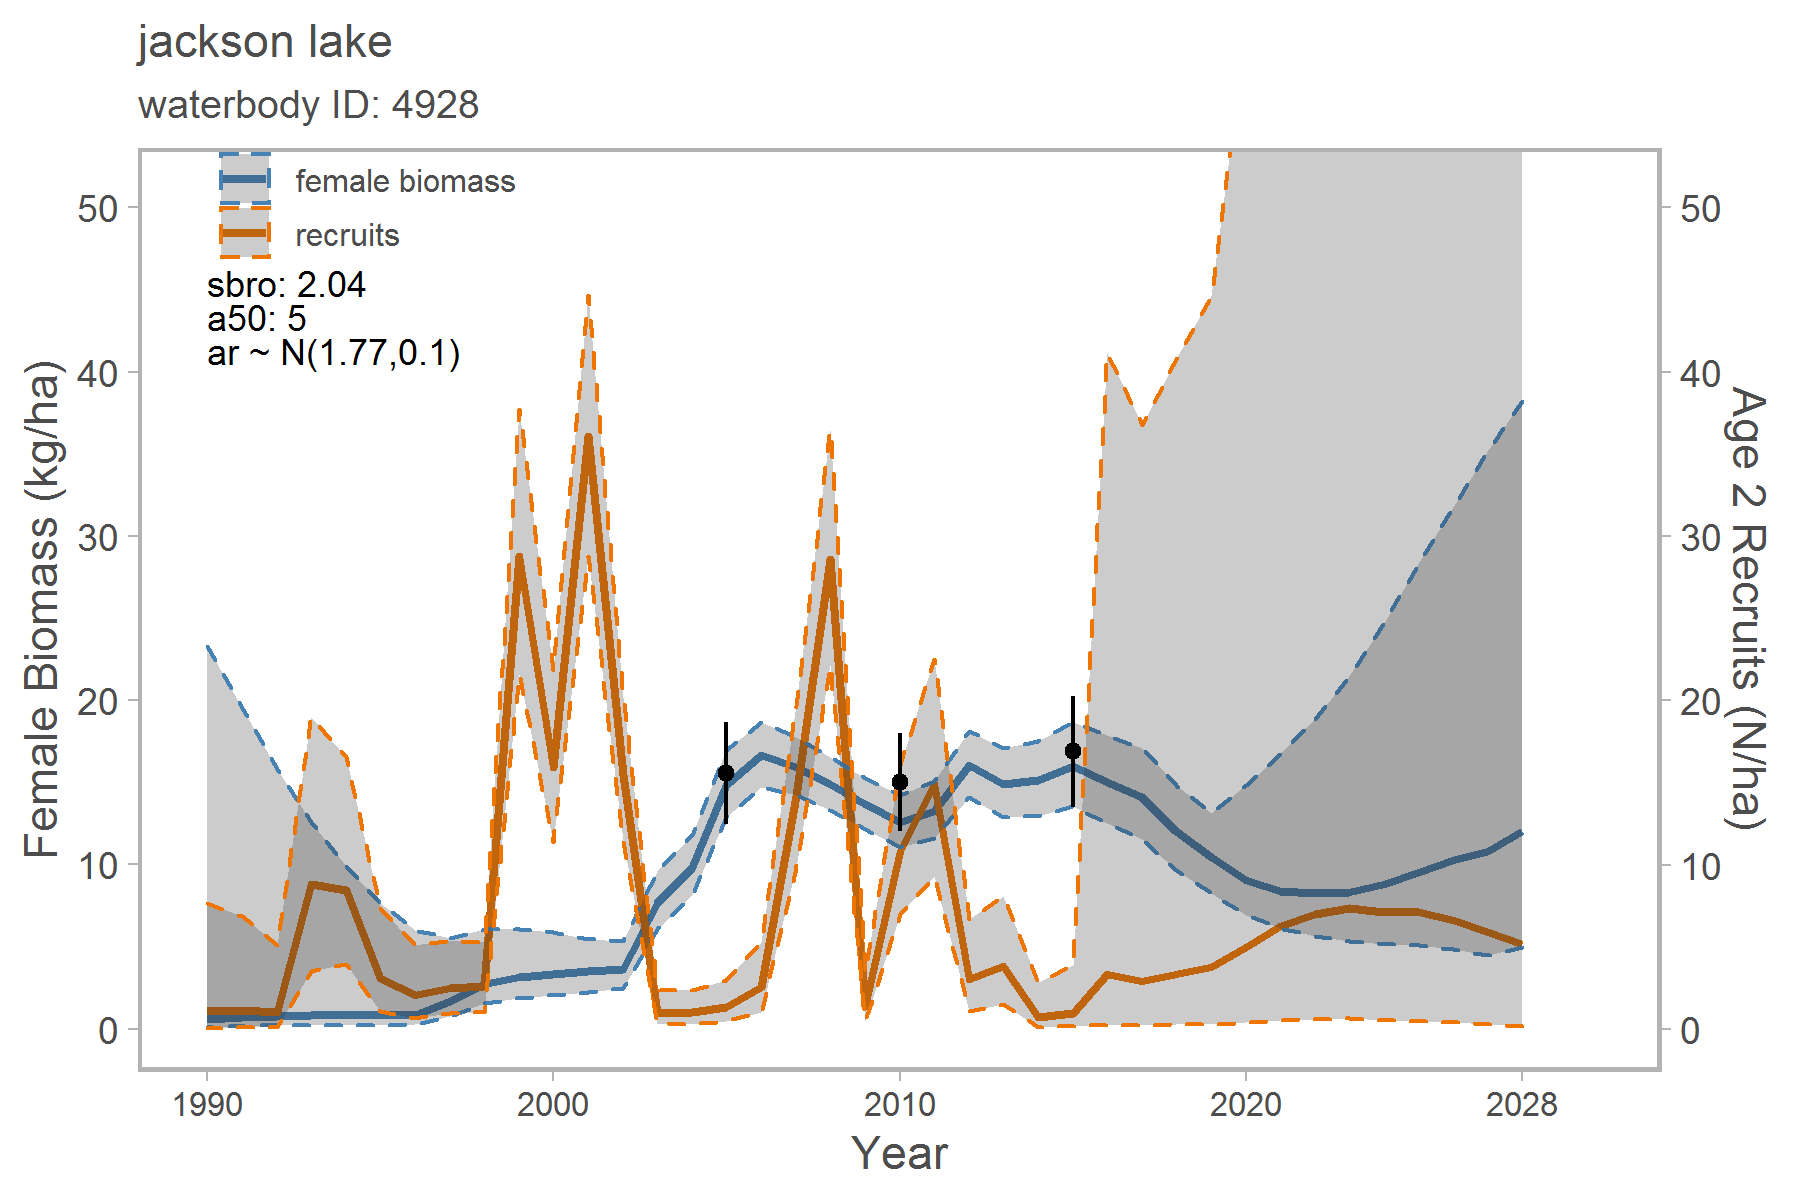 jackson lake
waterbody ID: 4928
female biomass
recruits
sbro: 2.04
a50: 5
ar ~ N(1.77,0.1)
Female Biomass (kg/ha)
50
40
30
20
10
0
50
40
30
20
10
0
Age 2 Recruits (N/ha)
1990
2000
2010
2020
2028
Year